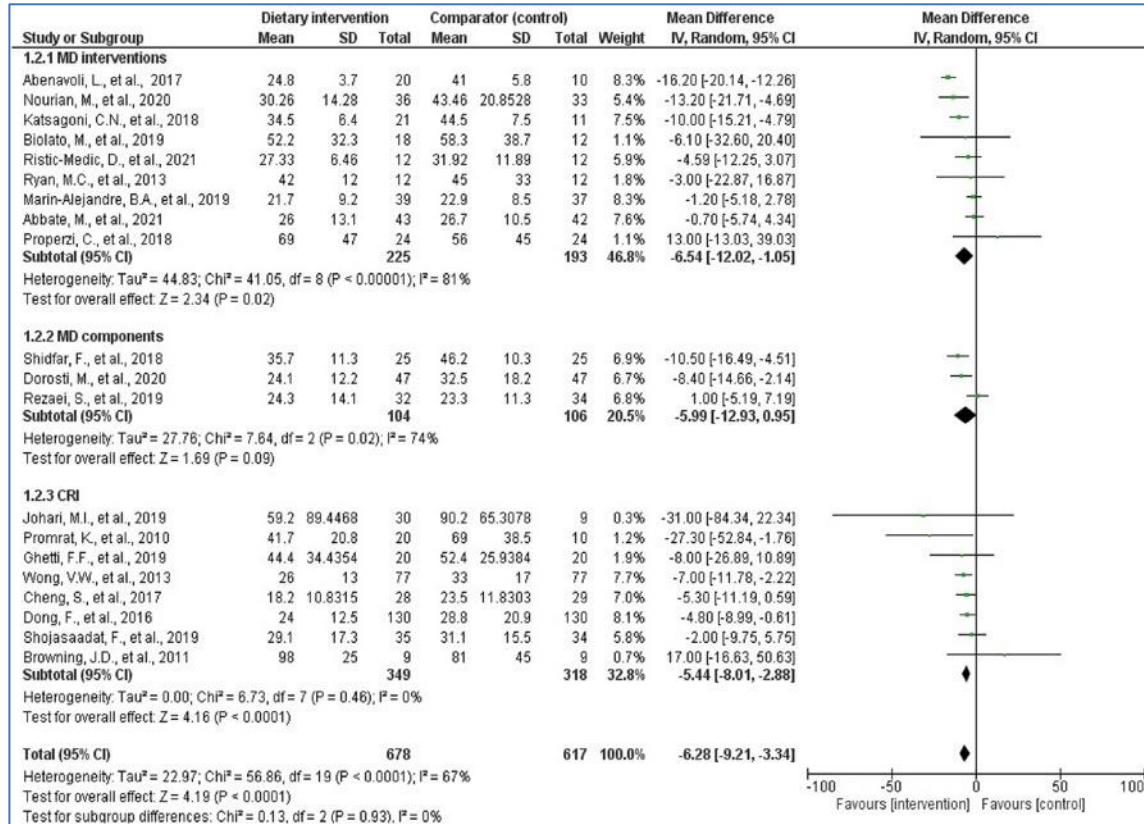 Dietary intervention Comparator (control) Mean Difference Mean Difference
Study or Subgroup Mean SD Total Mean SD Total Weight IV, Random, 95% CI IV, Random, 95% CI
1.2.1 MD interventions
Abenavoli, L., et al., 2017 24.8 3.7 20 41 5.8 10 8.3% -16.20 [-20.14, -12.26]
Nourian, M., et al., 2020 30.26 14.28 36 43.46 20.8528 33 5.4% -13.20 [-21.71, -4.69]
Katsagoni, C.N., et al., 2018 34.5 6.4 21 44.5 7.5 11 7.5% -10.00 [-15.21, -4.79]
Biolato, M., et al., 2019 52.2 32.3 18 58.3 38.7 12 1.1% -6.10 [-32.60, 20.40]
Ristic-Medic, D., et al., 2021 27.33 6.46 12 31.92 11.89 12 5.9% -4.59 [-12.25, 3.07]
Ryan, M.C., et al., 2013 42 12 12 45 33 12 1.8% -3.00 [-22.87, 16.87]
Marin-Alejandre, B.A., et al., 2019 21.7 9.2 39 22.9 8.5 37 8.2% -1.20 [-5.18, 2.78]
Abbate, M., et al., 2021 26 13.1 43 26.7 10.5 42 7.6% -0.70 [-5.74, 4.34]
Properzi, C., et al., 2018 69 47 24 56 45 24 1.1% 13.00 [-13.03, 39.03]
Subtotal (95% CI) 225 193 46.8% -6.54 [-12.02, -1.05]
Heterogeneity: Tau² = 44.83; Chi² = 41.05, df = 8 (P < 0.00001); I² = 81%
Test for overall effect: Z = 2.34 (P = 0.02)
1.2.2 MD components
Shidfar, F., et al., 2018 35.7 11.3 25 46.2 10.3 25 6.9% -10.50 [-16.49, -4.51]
Dorosti, M., et al., 2020 24.1 12.2 47 32.5 18.2 47 6.7% -8.40 [-14.66, -2.14]
Rezaei, S., et al., 2019 24.3 14.1 32 23.3 11.3 34 6.8% 1.00 [-5.19, 7.19]
Subtotal (95% CI) 104 106 20.5% -5.99 [-12.93, 0.95]
Heterogeneity: Tau² = 27.76; Chi² = 7.64, df = 2 (P = 0.02); I² = 74%
Test for overall effect: Z = 1.69 (P = 0.09)
1.2.3 CRI
Johari, M.I., et al., 2019 59.2 89.4468 30 90.2 65.3078 9 0.3% -31.00 [-84.34, 22.34]
Promrat, K., et al., 2010 41.7 20.8 20 69 38.5 10 1.2% -27.30 [-52.84, -1.76]
Ghetti, F.F., et al., 2019 44.4 34.4354 20 52.4 25.9384 20 2.0% -8.00 [-26.89, 10.89]
Wong, V.W., et al., 2013 26 13 77 33 17 77 7.7% -7.00 [-11.78, -2.22]
Cheng, S., et al., 2017 18.2 10.8315 28 23.5 11.8303 29 7.0% -5.30 [-11.19, 0.59]
Dong, F., et al., 2016 24 12.5 130 28.8 20.9 130 8.1% -4.80 [-8.99, -0.61]
Shojasaadat, F., et al., 2019 29.1 17.3 35 31.1 15.5 34 5.8% -2.00 [-9.75, 5.75]
Browning, J.D., et al., 2011 98 25 9 81 45 9 0.7% 17.00 [-16.63, 50.63]
Subtotal (95% CI) 349 318 32.8% -5.44 [-8.01, -2.88]
Heterogeneity: Tau² = 0.00; Chi² = 6.73, df = 7 (P = 0.46); I² = 0%
Test for overall effect: Z = 4.16 (P < 0.0001)
Total (95% CI) 678 617 100.0% -6.28 [-9.21, -3.34]
Heterogeneity: Tau² = 22.97; Chi² = 56.86, df = 19 (P < 0.0001); I² = 67%
Test for overall effect: Z = 4.19 (P < 0.0001)
Test for subgroup differences: Chi² = 0.13, df = 2 (P = 0.93), I² = 0%
-100 -50 0 50 100
Favours [intervention] Favours [control]